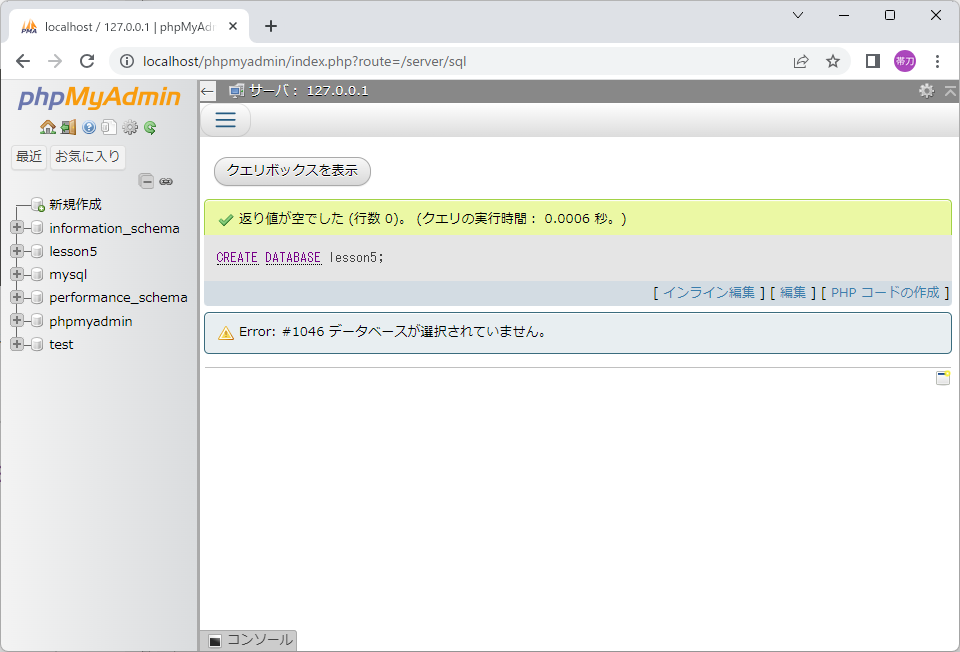 localhost / 127.0.0.1 | phpMyAdm
localhost/phpmyadmin/index.php?route=/server/sql
帯刀
phpMyAdmin
最近 お気に入り
新規作成
information_schema
lesson5
mysql
performance_schema
phpmyadmin
test
サーバ: 127.0.0.1
クエリボックスを表示
返り値が空でした (行数 0)。 (クエリの実行時間: 0.0006 秒。)
CREATE DATABASE lesson5;
[ インライン編集 ] [ 編集 ] [ PHP コードの作成 ]
Error: #1046 データベースが選択されていません。
コンソール